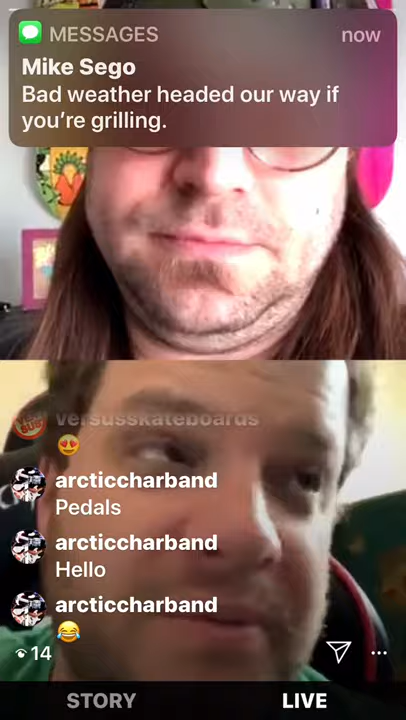 MESSAGES now
Mike Sego
Bad weather headed our way if
you’re grilling.
versusskateboards
😍
arcticcharband
Pedals
arcticcharband
Hello
arcticcharband
😂
14
STORY LIVE